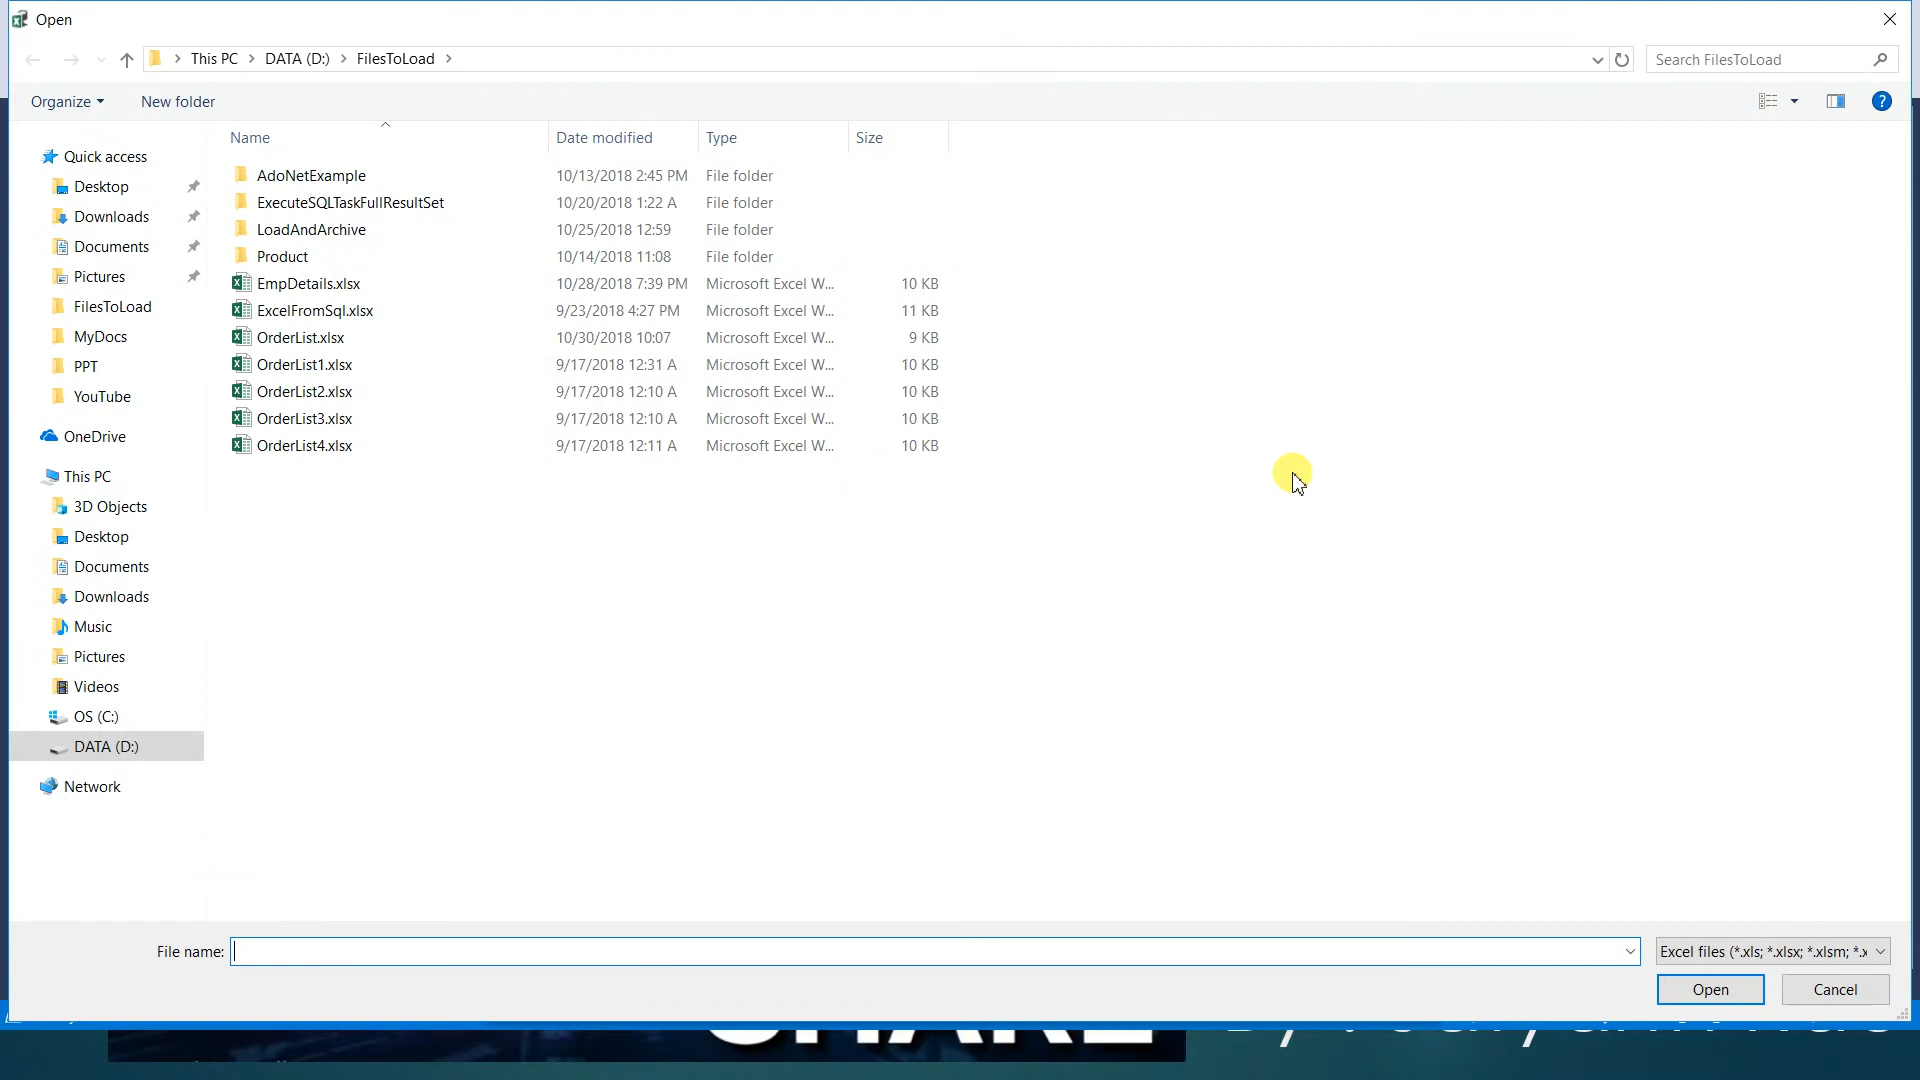 Open
This PC DATA (D:) FilesToLoad
Search FilesToLoad
Organize New folder
Name Date modified Type Size
Quick access
Desktop
Downloads
Documents
Pictures
FilesToLoad
MyDocs
PPT
YouTube
OneDrive
This PC
3D Objects
Desktop
Documents
Downloads
Music
Pictures
Videos
OS (C:)
DATA (D:)
Network
AdoNetExample 10/13/2018 2:45 PM File folder
ExecuteSQLTaskFullResultSet 10/20/2018 1:22 A File folder
LoadAndArchive 10/25/2018 12:59 File folder
Product 10/14/2018 11:08 File folder
EmpDetails.xlsx 10/28/2018 7:39 PM Microsoft Excel W... 10 KB
ExcelFromSql.xlsx 9/23/2018 4:27 PM Microsoft Excel W... 11 KB
OrderList.xlsx 10/30/2018 10:07 Microsoft Excel W... 9 KB
OrderList1.xlsx 9/17/2018 12:31 A Microsoft Excel W... 10 KB
OrderList2.xlsx 9/17/2018 12:10 A Microsoft Excel W... 10 KB
OrderList3.xlsx 9/17/2018 12:10 A Microsoft Excel W... 10 KB
OrderList4.xlsx 9/17/2018 12:11 A Microsoft Excel W... 10 KB
File name: Excel files (*.xls; *.xlsx; *.xlsm; *.x
Open Cancel